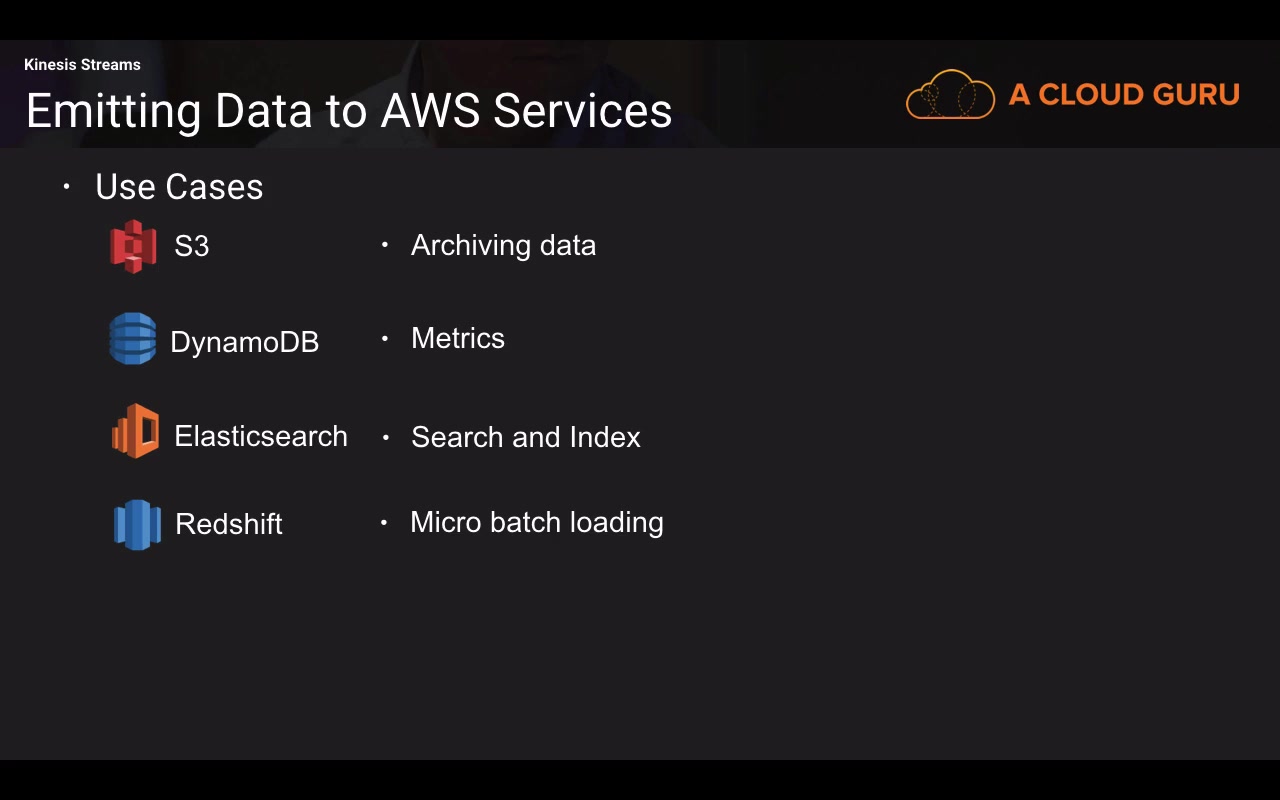 Kinesis Streams
Emitting Data to AWS Services
A CLOUD GURU
• Use Cases
S3 • Archiving data
DynamoDB • Metrics
Elasticsearch • Search and Index
Redshift • Micro batch loading